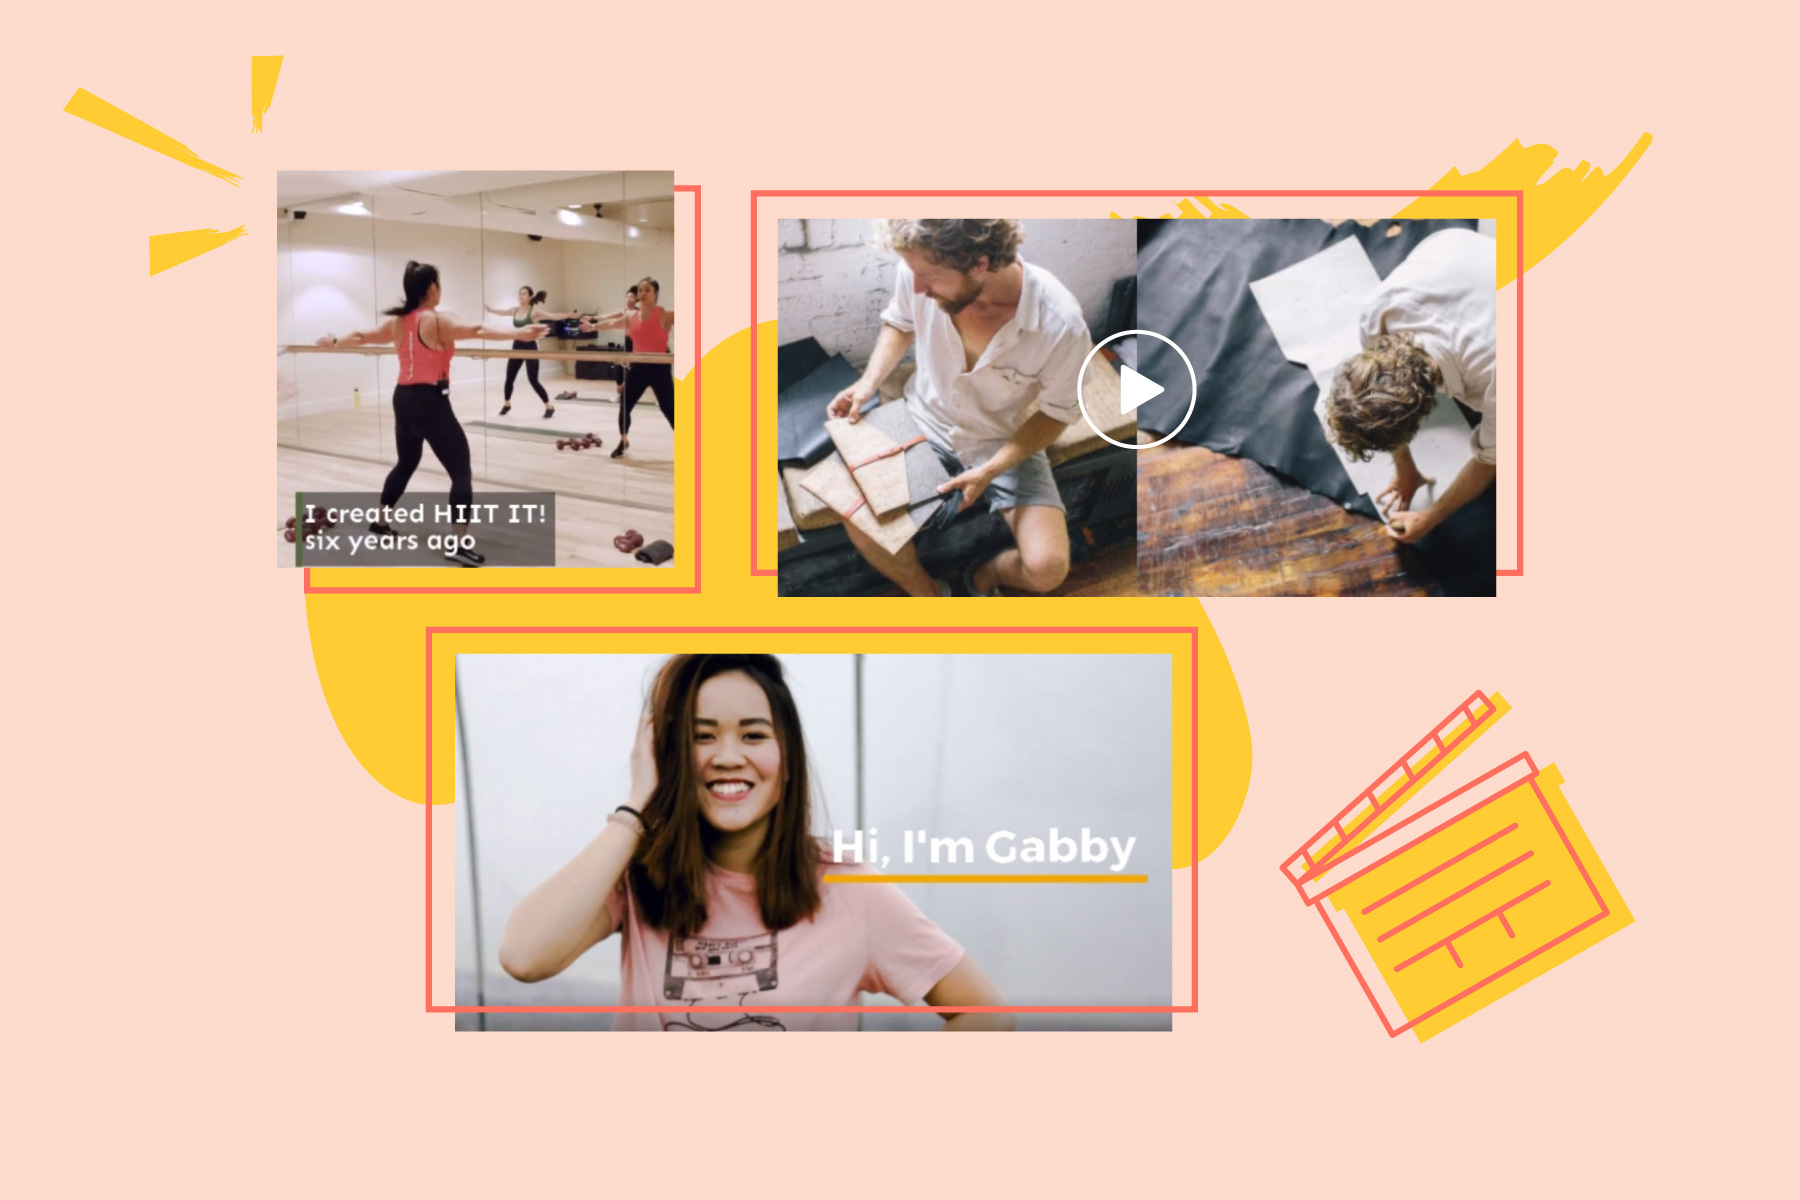 I created HIIT IT!
six years ago
Hi, I'm Gabby